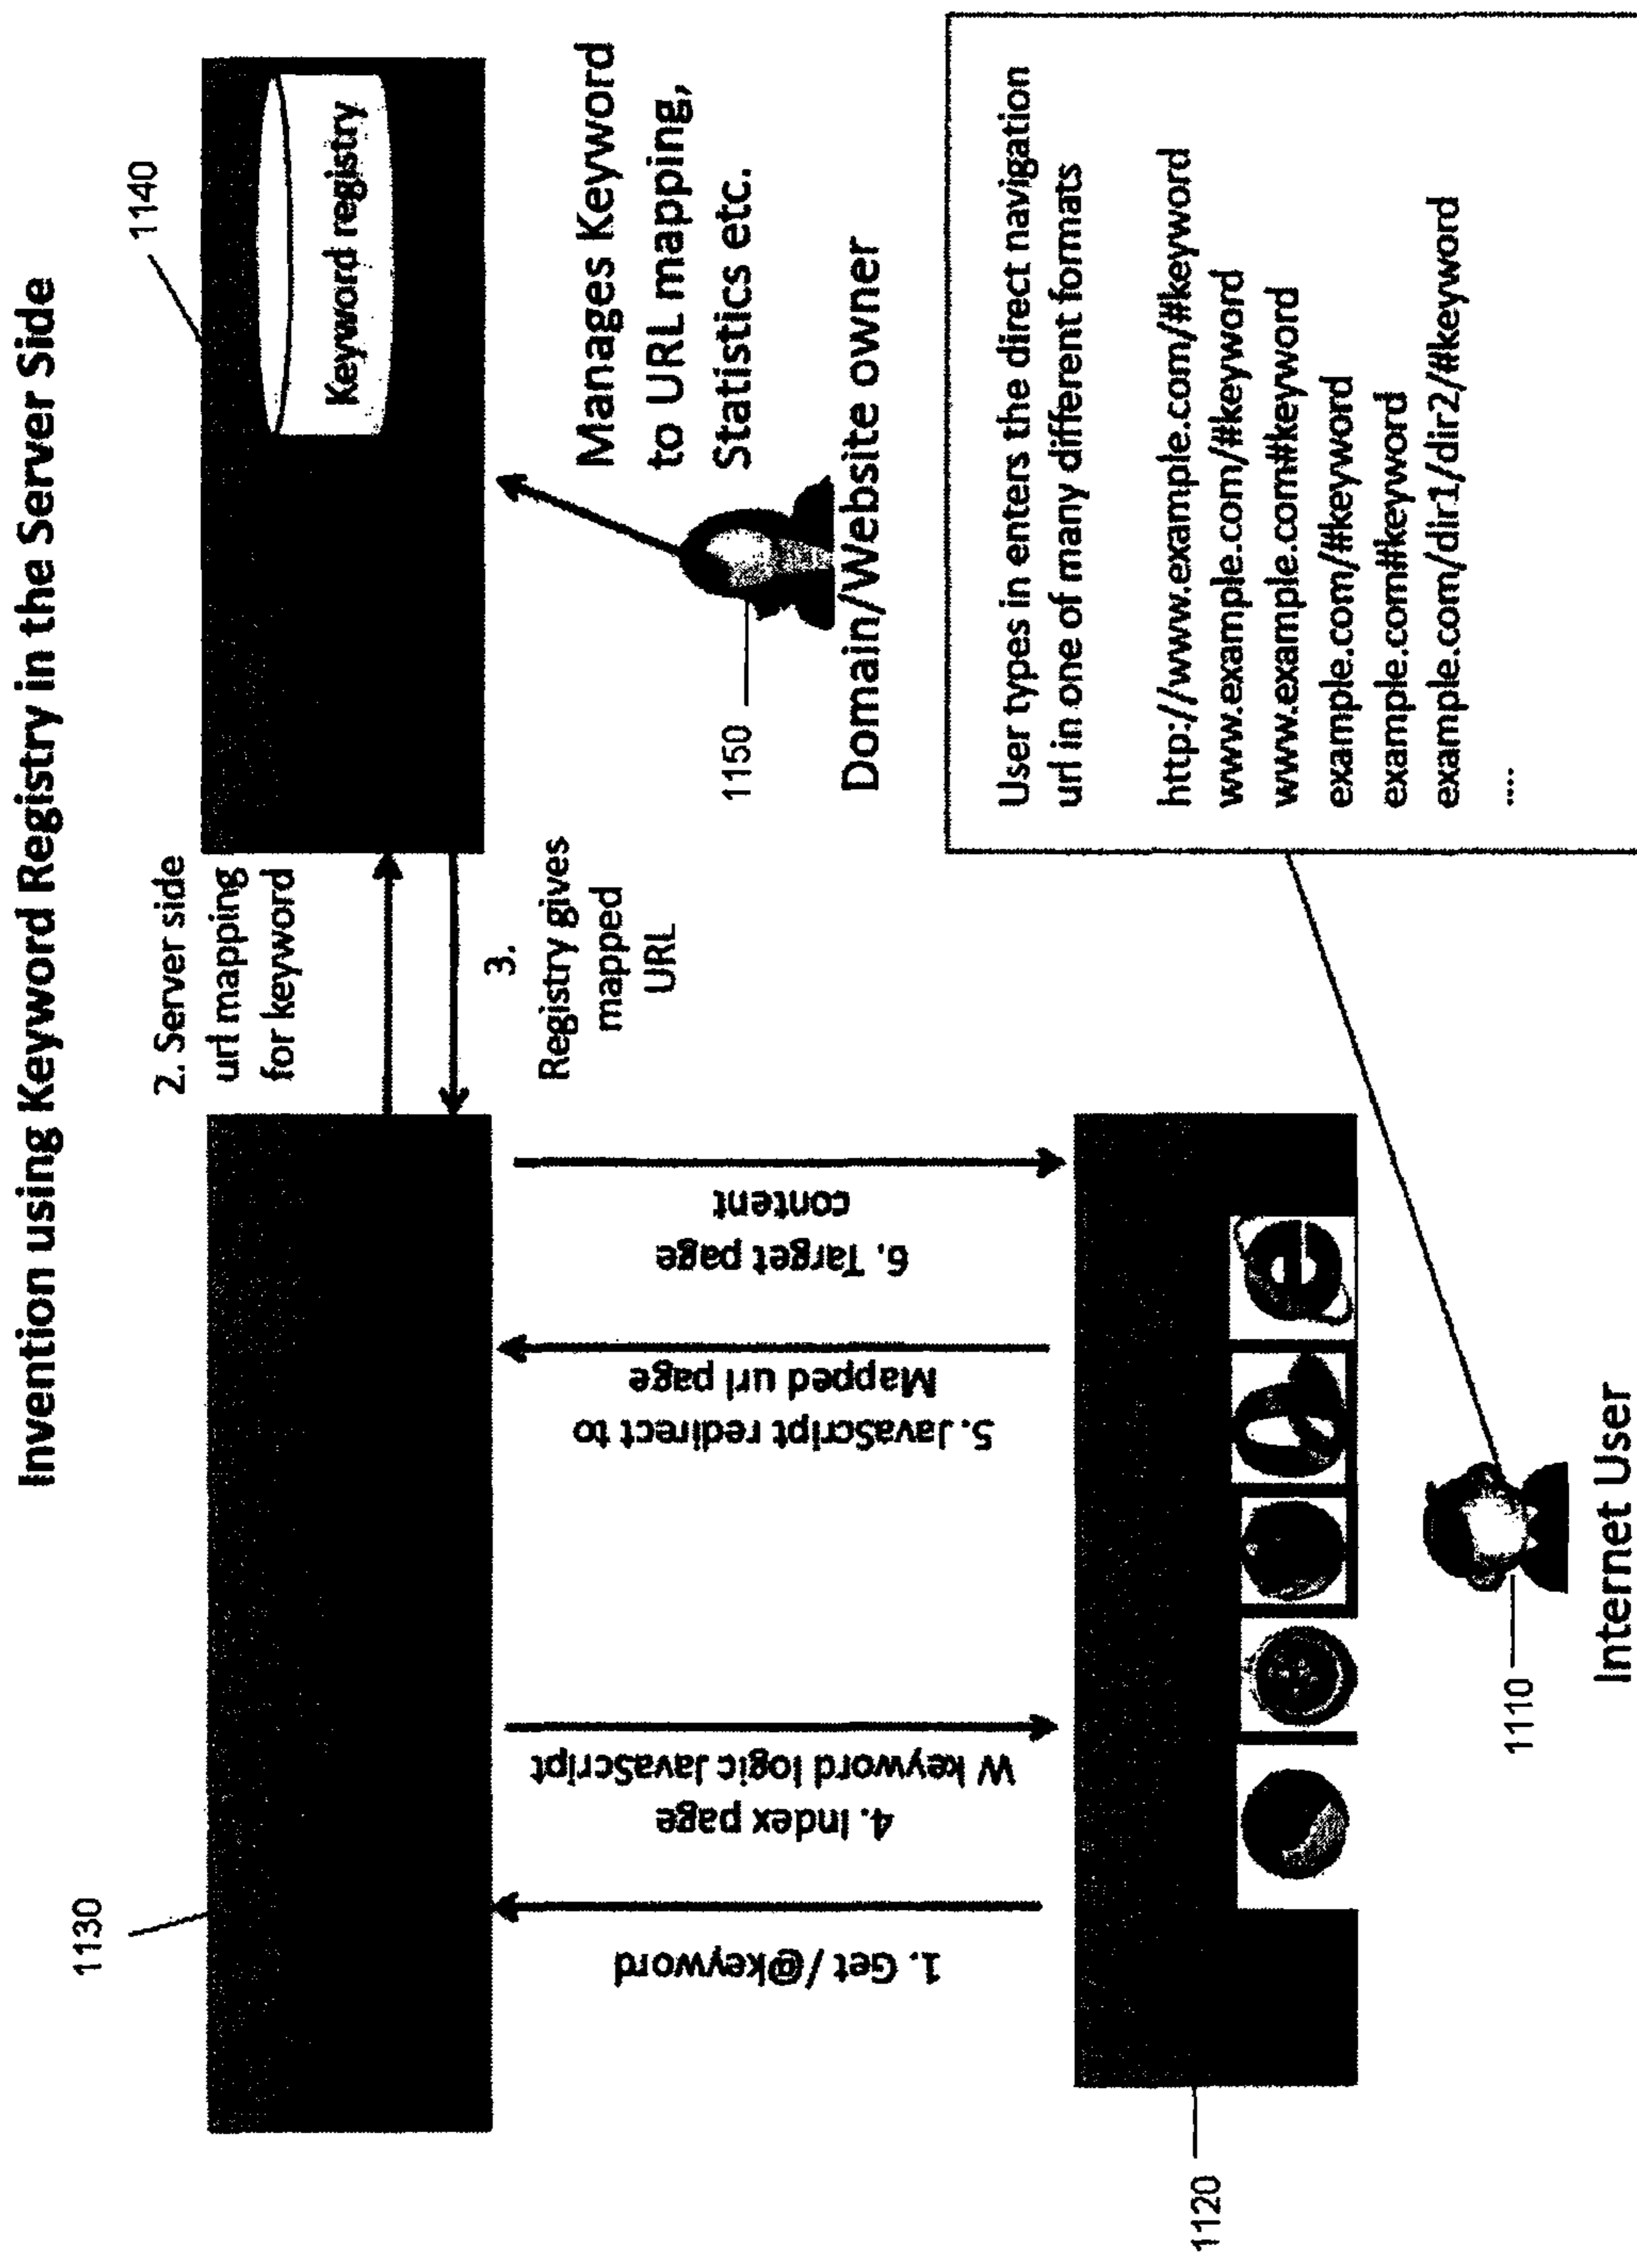 Invention using Keyword Registry in the Server Side
1130
1140
Keyword registry
2. Server side
url mapping
for keyword
3.
Registry gives
mapped
URL
Manages Keyword
to URL mapping,
Statistics etc.
1150
Domain/Website owner
1. Get /@keyword
4. Index page
W keyword logic JavaScript
5. JavaScript redirect to
Mapped url page
6. Target page
content
1120
1110
Internet User
User types in enters the direct navigation
url in one of many different formats
http://www.example.com/#keyword
www.example.com/#keyword
www.example.com#keyword
example.com/#keyword
example.com#keyword
example.com/dir1/dir2/#keyword
....